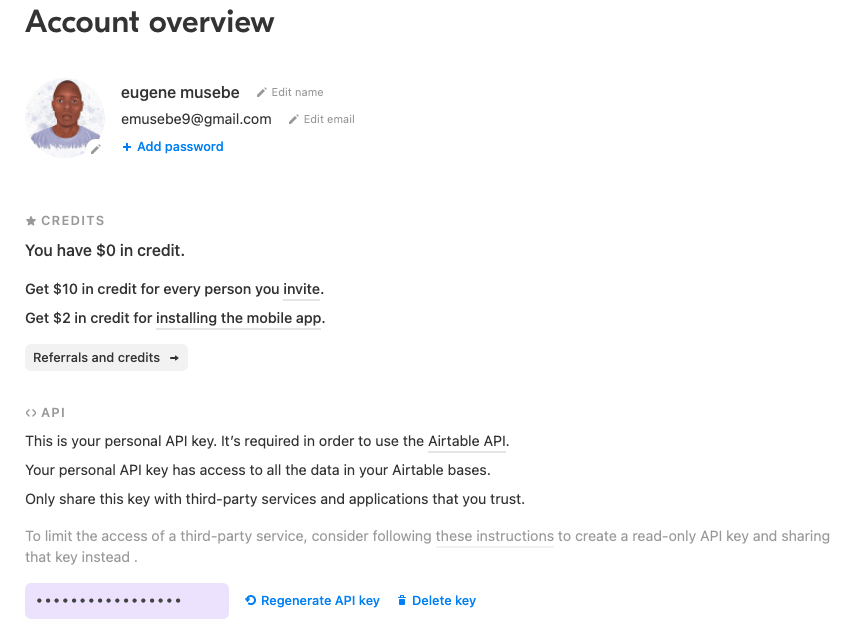 Account overview
eugene musebe Edit name
emusebe9@gmail.com Edit email
+ Add password
CREDITS
You have $0 in credit.
Get $10 in credit for every person you invite.
Get $2 in credit for installing the mobile app.
Referrals and credits →
<> API
This is your personal API key. It’s required in order to use the Airtable API.
Your personal API key has access to all the data in your Airtable bases.
Only share this key with third-party services and applications that you trust.
To limit the access of a third-party service, consider following these instructions to create a read-only API key and sharing
that key instead .
•••••••••••••••• Regenerate API key Delete key